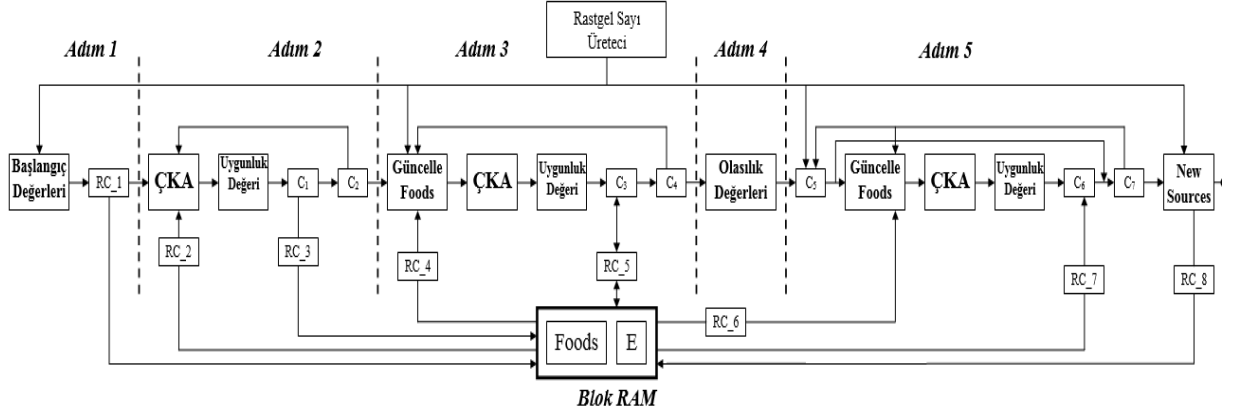 Rastgel Sayı
Üreteci
Adım 1
Adım 2
Adım 3
Adım 4
Adım 5
Başlangıç
Değerleri
RC_1
ÇKA
Uygunluk
Değeri
C1
C2
Güncelle
Foods
ÇKA
Uygunluk
Değeri
C3
C4
Olasılık
Değerleri
C5
Güncelle
Foods
ÇKA
Uygunluk
Değeri
C6
C7
New
Sources
RC_2
RC_3
RC_4
RC_5
RC_6
RC_7
RC_8
Foods
E
Blok RAM